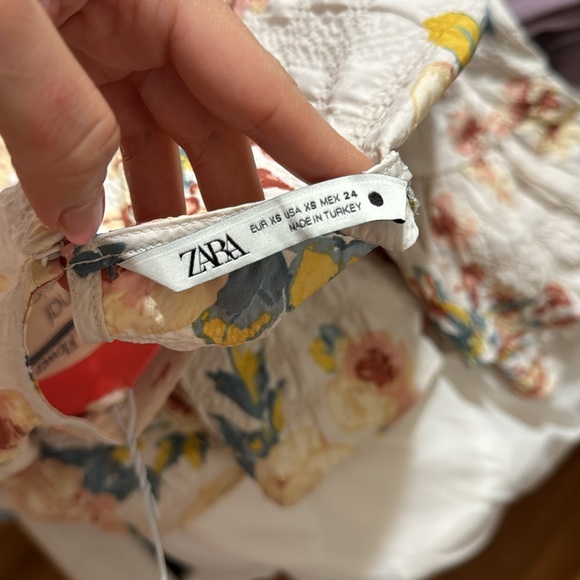 ZARA
EUR XS USA XS MEX 24
MADE IN TURKEY